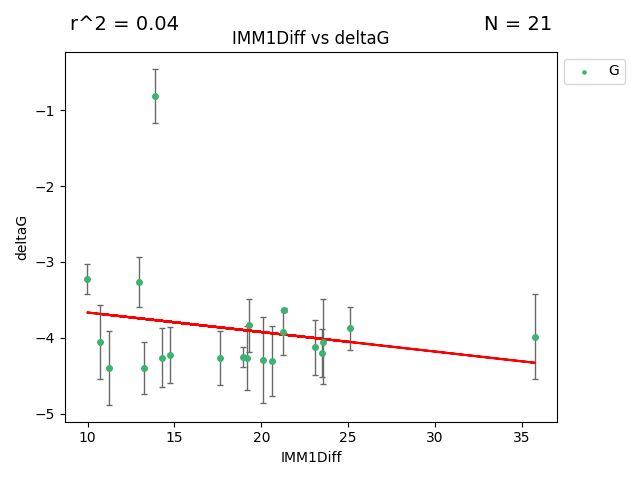 r^2 = 0.04
N = 21
IMM1Diff vs deltaG
G
−1
−2
−3
−4
−5
deltaG
10 15 20 25 30 35
IMM1Diff